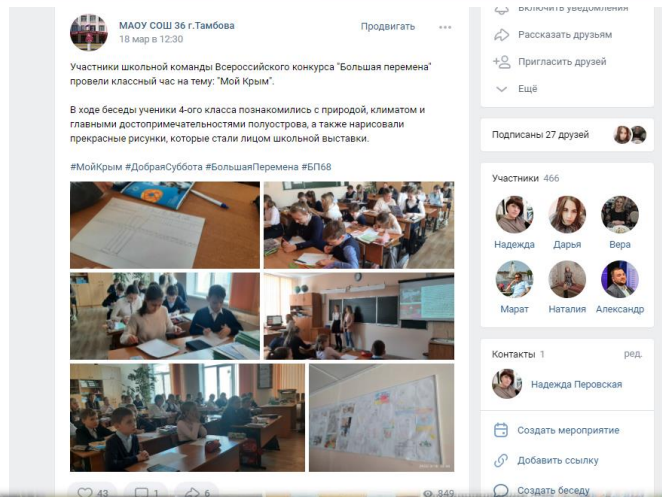 МАОУ СОШ 36 г.Тамбова
18 мар в 12:30
Продвигать
Участники школьной команды Всероссийского конкурса "Большая перемена"
провели классный час на тему: "Мой Крым".
В ходе беседы ученики 4-ого класса познакомились с природой, климатом и
главными достопримечательностями полуострова, а также нарисовали
прекрасные рисунки, которые стали лицом школьной выставки.
#МойКрым #ДобраяСуббота #БольшаяПеремена #БП68
43
1
6
849
Включить уведомления
Рассказать друзьям
Пригласить друзей
Ещё
Подписаны 27 друзей
Участники 466
Надежда Дарья Вера
Марат Наталия Александр
Контакты 1 ред.
Надежда Перовская
Создать мероприятие
Добавить ссылку
Создать беседу